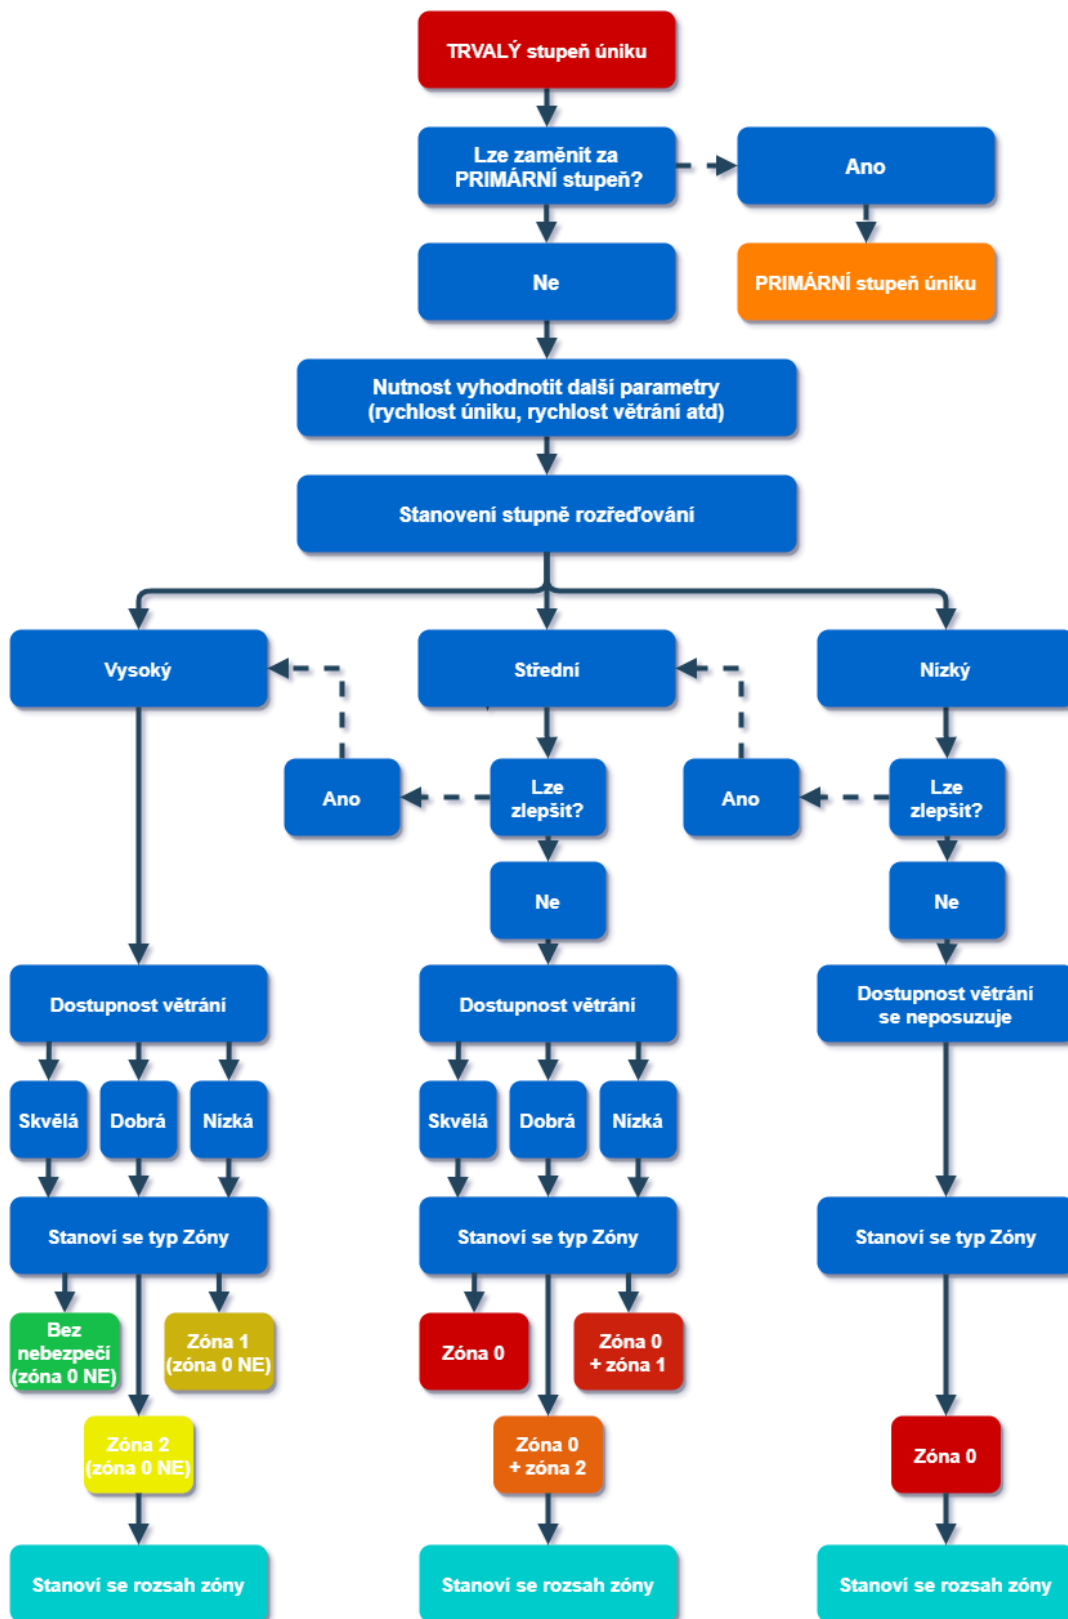 TRVALÝ stupeň úniku
Lze zaměnit za
PRIMÁRNÍ stupeň?
Ano
Ne
PRIMÁRNÍ stupeň úniku
Nutnost vyhodnotit další parametry
(rychlost úniku, rychlost větrání atd)
Stanovení stupně rozřeďování
Vysoký
Střední
Nízký
Ano
Lze
zlepšit?
Ano
Lze
zlepšit?
Ne
Ne
Dostupnost větrání
Dostupnost větrání
Dostupnost větrání
se neposuzuje
Skvělá
Dobrá
Nízká
Skvělá
Dobrá
Nízká
Stanoví se typ Zóny
Stanoví se typ Zóny
Stanoví se typ Zóny
Bez
nebezpečí
(zóna 0 NE)
Zóna 1
(zóna 0 NE)
Zóna 0
Zóna 0
+ zóna 1
Zóna 2
(zóna 0 NE)
Zóna 0
+ zóna 2
Zóna 0
Stanoví se rozsah zóny
Stanoví se rozsah zóny
Stanoví se rozsah zóny